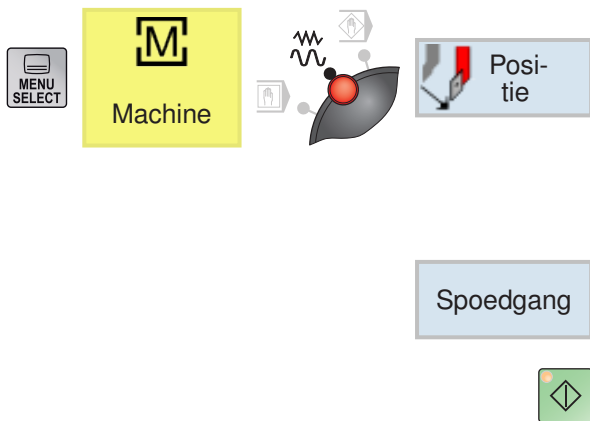 MENU
SELECT
M
Machine
Posi-
tie
Spoedgang